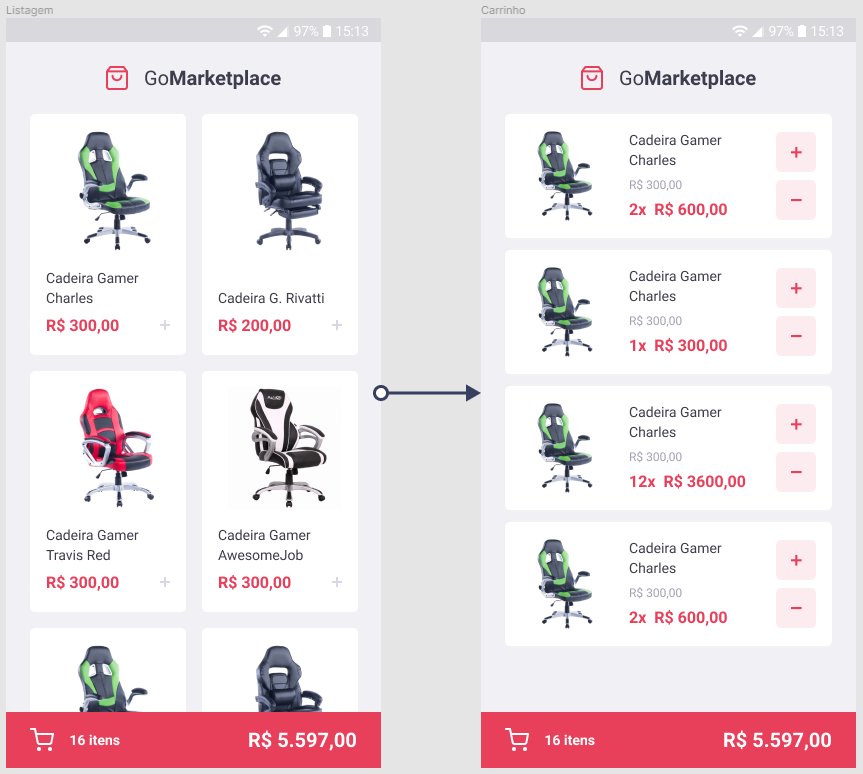 Listagem
97% 15:13
GoMarketplace
Cadeira Gamer
Charles
R$ 300,00 +
Cadeira G. Rivatti
R$ 200,00 +
Cadeira Gamer
Travis Red
R$ 300,00 +
Cadeira Gamer
AwesomeJob
R$ 300,00 +
16 itens R$ 5.597,00
Carrinho
97% 15:13
GoMarketplace
Cadeira Gamer
Charles
R$ 300,00
2x R$ 600,00
+
−
Cadeira Gamer
Charles
R$ 300,00
1x R$ 300,00
+
−
Cadeira Gamer
Charles
R$ 300,00
12x R$ 3600,00
+
−
Cadeira Gamer
Charles
R$ 300,00
2x R$ 600,00
+
−
16 itens R$ 5.597,00